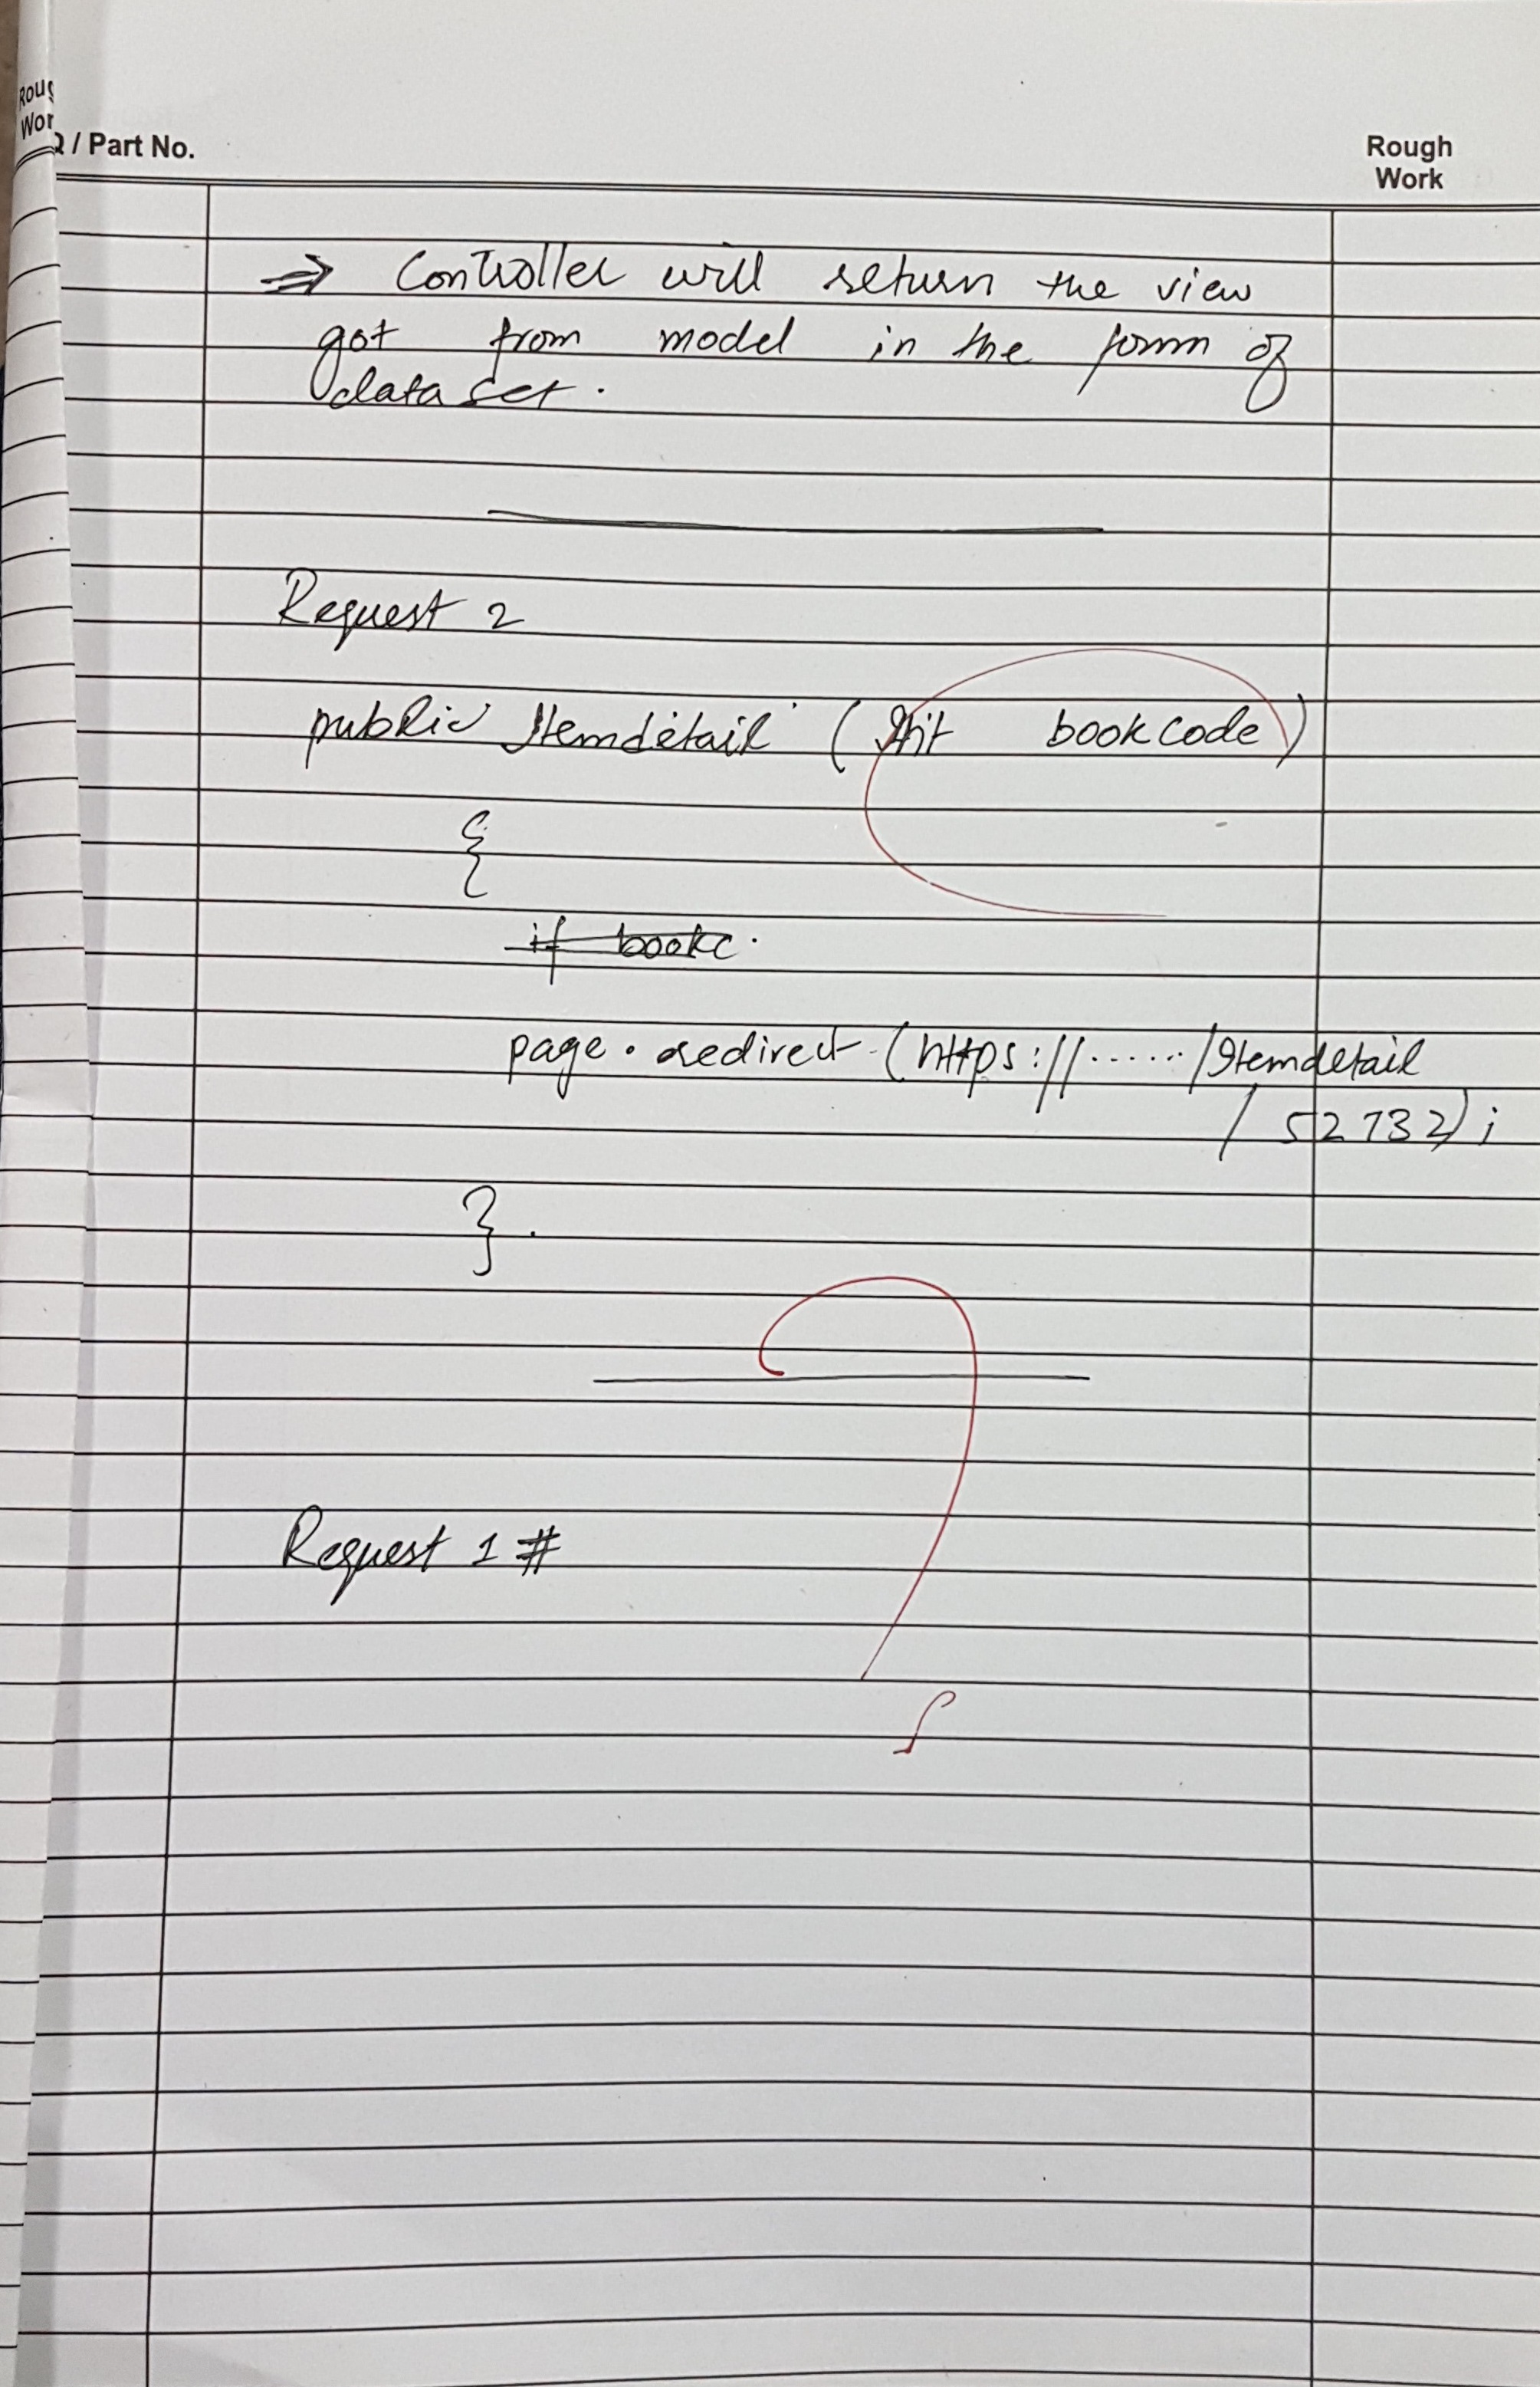 Roug
Wor
Q / Part No.
Rough
Work
⇒ Controller will return the view
got from model in the form of
data set.
Request 2
public Itemdetail (Int bookcode)
{
if bookc.
page.redirect (https://....../Itemdetail
/ 52732);
}.
Request 1 #